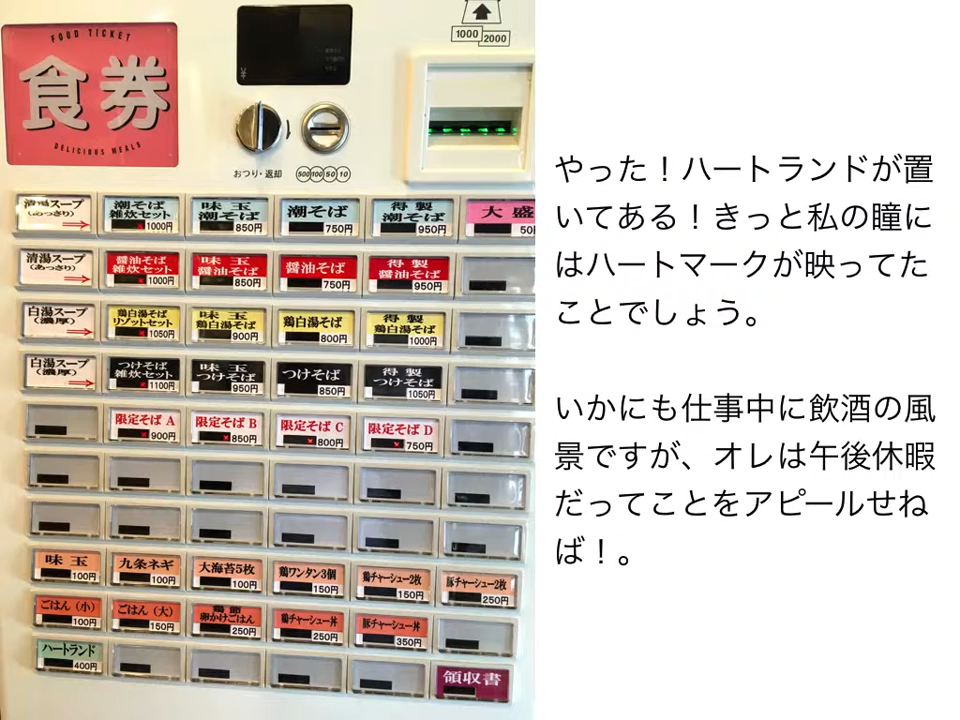 FOOD TICKET
食券
DELICIOUS MEALS
¥
1000 2000
おつり・返却 500 100 50 10
清湯スープ
(あっさり)
潮そば
雑炊セット
1000円
味玉
潮そば
850円
潮そば
750円
得製
潮そば
950円
大盛
50
清湯スープ
(あっさり)
醤油そば
雑炊セット
1000円
味玉
醤油そば
850円
醤油そば
750円
得製
醤油そば
950円
白湯スープ
(濃厚)
鶏白湯そば
リゾットセット
1050円
味玉
鶏白湯そば
900円
鶏白湯そば
800円
得製
鶏白湯そば
1000円
白湯スープ
(濃厚)
つけそば
雑炊セット
1100円
味玉
つけそば
950円
つけそば
850円
得製
つけそば
1050円
限定そば A
900円
限定そば B
850円
限定そば C
800円
限定そば D
750円
味玉
100円
九条ネギ
100円
大海苔5枚
100円
鶏ワンタン3個
150円
鶏チャーシュー2枚
150円
豚チャーシュー2枚
250円
ごはん(小)
100円
ごはん(大)
150円
卵かけごはん
250円
鶏チャーシュー丼
250円
豚チャーシュー丼
350円
ハートランド
400円
領収書
やった！ハートランドが置
いてある！きっと私の瞳に
はハートマークが映ってた
ことでしょう。
いかにも仕事中に飲酒の風
景ですが、オレは午後休暇
だってことをアピールせね
ば！。